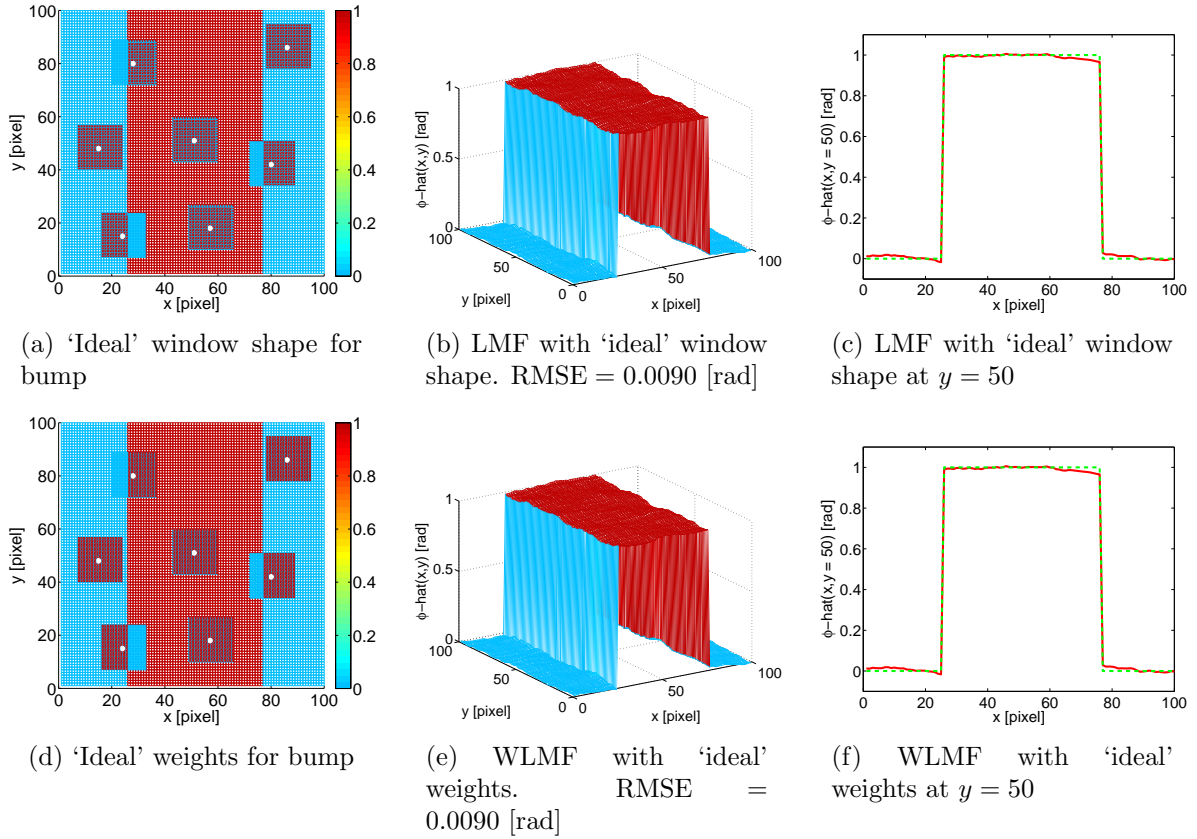 100
80
60
40
20
0
y [pixel]
0 20 40 60 80 100
x [pixel]
1
0.8
0.6
0.4
0.2
0
(a) ‘Ideal’ window shape for
bump
1
0.5
0
ϕ−hat(x,y) [rad]
100
50
0
y [pixel]
0
50
100
x [pixel]
(b) LMF with ‘ideal’ window
shape. RMSE = 0.0090 [rad]
1
0.8
0.6
0.4
0.2
0
ϕ−hat(x,y = 50) [rad]
0 20 40 60 80 100
x [pixel]
(c) LMF with ‘ideal’ window
shape at y = 50
100
80
60
40
20
0
y [pixel]
0 20 40 60 80 100
x [pixel]
1
0.8
0.6
0.4
0.2
0
(d) ‘Ideal’ weights for bump
1
0.5
0
ϕ−hat(x,y) [rad]
100
50
0
y [pixel]
0
50
100
x [pixel]
(e) WLMF with ‘ideal’
weights. RMSE =
0.0090 [rad]
1
0.8
0.6
0.4
0.2
0
ϕ−hat(x,y = 50) [rad]
0 20 40 60 80 100
x [pixel]
(f) WLMF with ‘ideal’
weights at y = 50